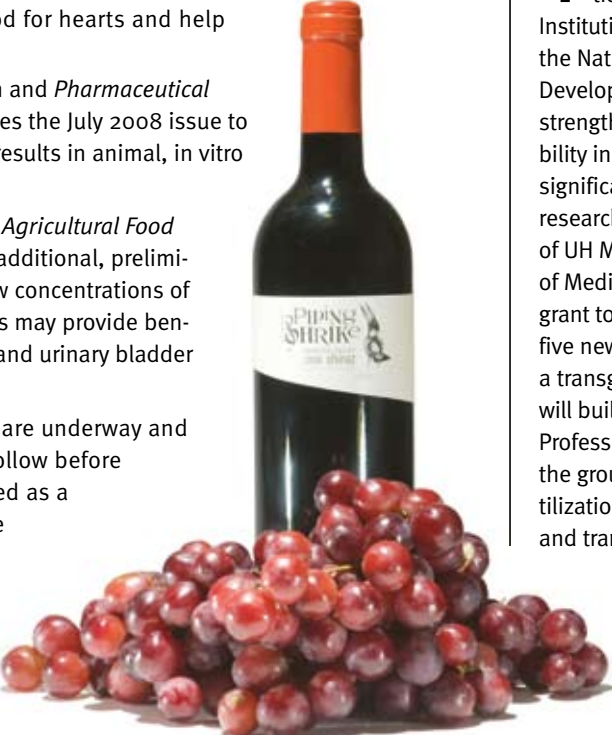 od for hearts and help
n and Pharmaceutical
es the July 2008 issue to
results in animal, in vitro
Agricultural Food
additional, prelimi-
w concentrations of
s may provide ben-
and urinary bladder
are underway and
ollow before
ed as a
e
PIPING
SHRIKE
shiraz
Instituti
the Nat
Develop
strength
bility in
significa
research
of UH M
of Medi
grant to
five new
a transg
will buil
Profess
the grou
tilizatio
and tran